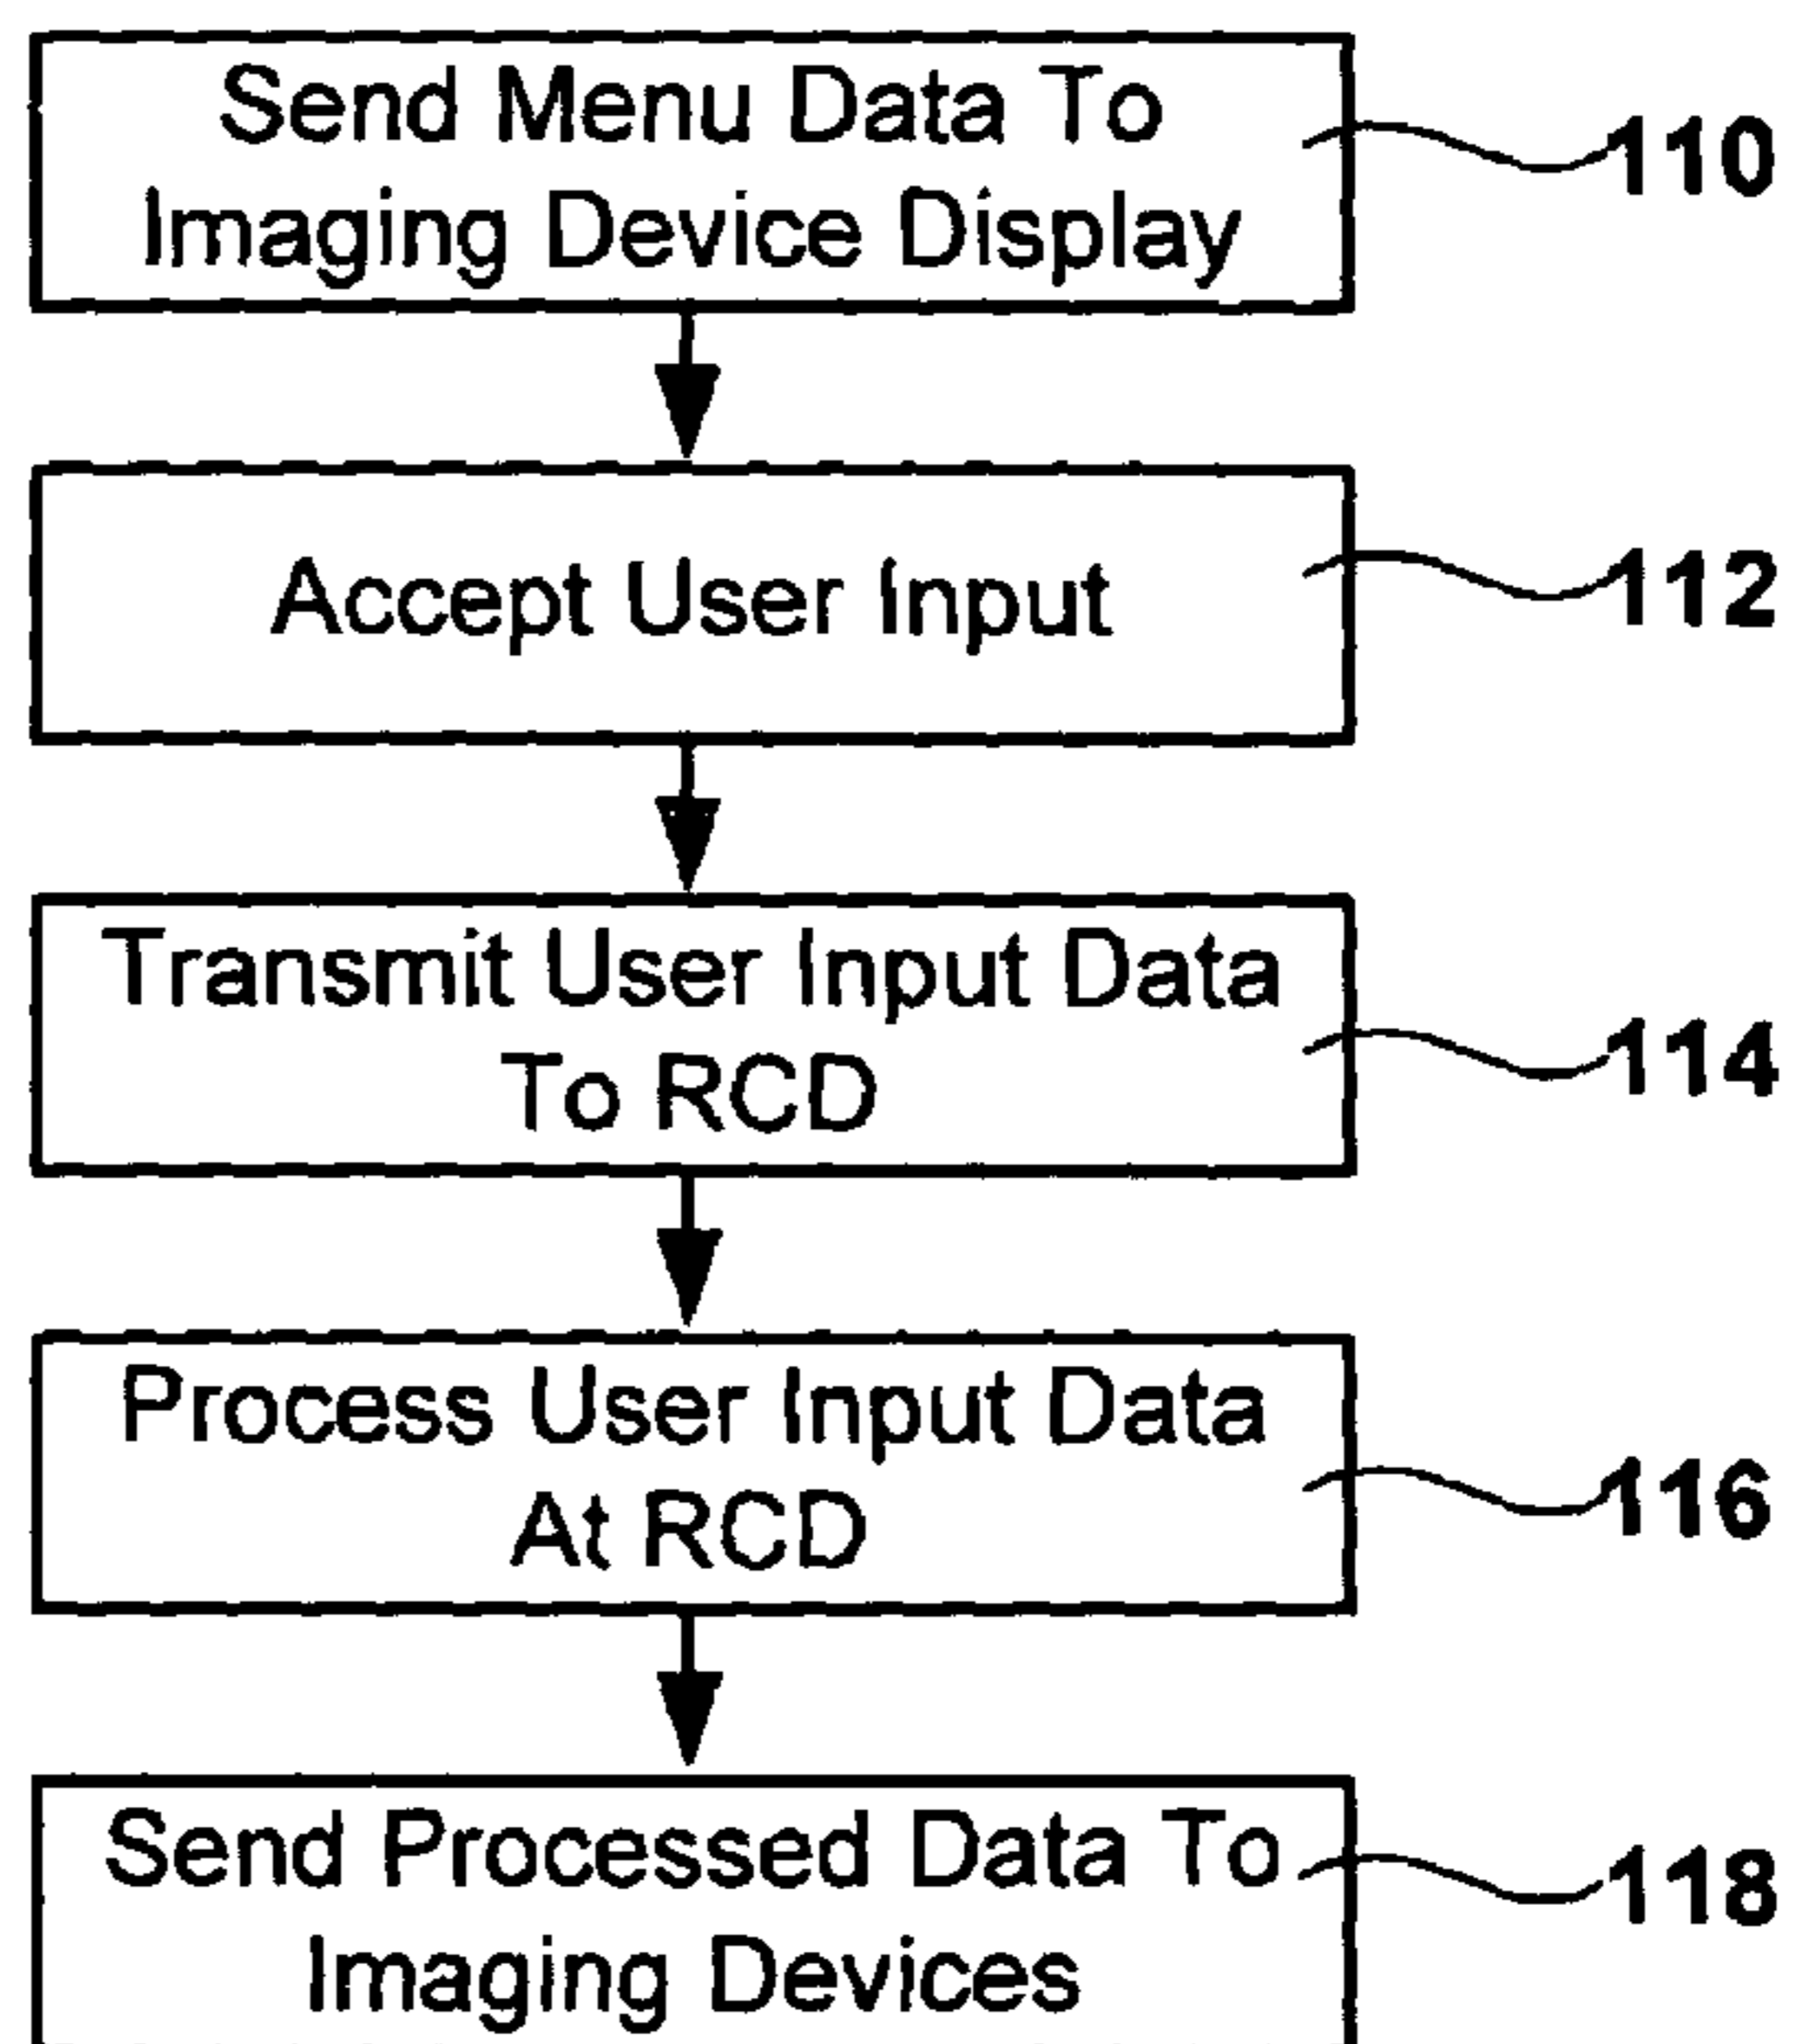 Send Menu Data To
Imaging Device Display
110
Accept User Input
112
Transmit User Input Data
To RCD
114
Process User Input Data
At RCD
116
Send Processed Data To
Imaging Devices
118